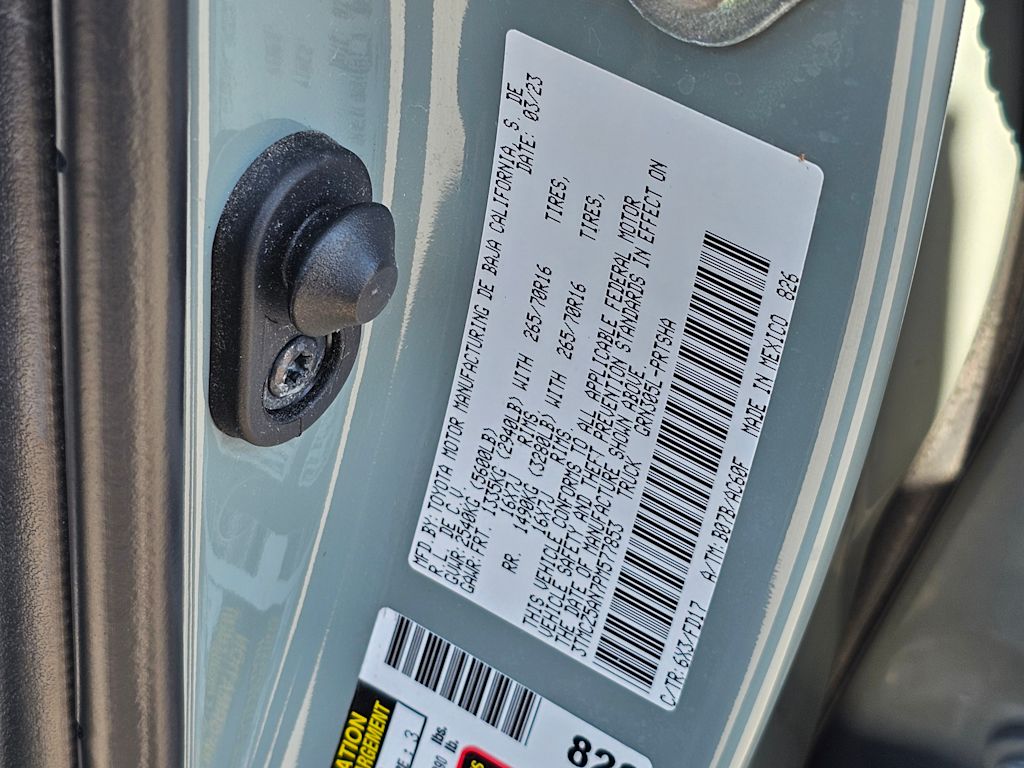 MFD.BY:TOYOTA MOTOR MANUFACTURING DE BAJA CALIFORNIA, S. DE
R.L. DE C.V. DATE: 03/23
GVWR:2540KG (5600LB)
GAWR:FRT. 1335KG (2940LB) WITH 265/70R16 TIRES,
16X7J RIMS
RR. 1490KG (3280LB) WITH 265/70R16 TIRES,
16X7J RIMS
THIS VEHICLE CONFORMS TO ALL APPLICABLE FEDERAL MOTOR
VEHICLE SAFETY AND THEFT PREVENTION STANDARDS IN EFFECT ON
THE DATE OF MANUFACTURE SHOWN ABOVE.
3TMCZ5AN7PM577853 TRUCK GRN305L-PRTSHA
C/TR:6X3/FD17 A/TM:B07B/AC60F MADE IN MEXICO 826